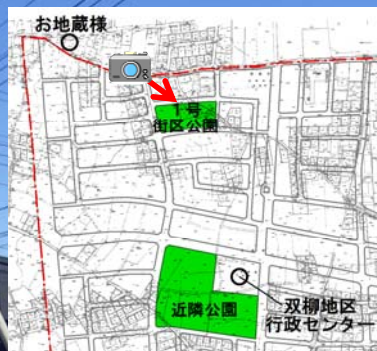 お地蔵様
1号
街区公園
近隣公園
双柳地区
行政センター